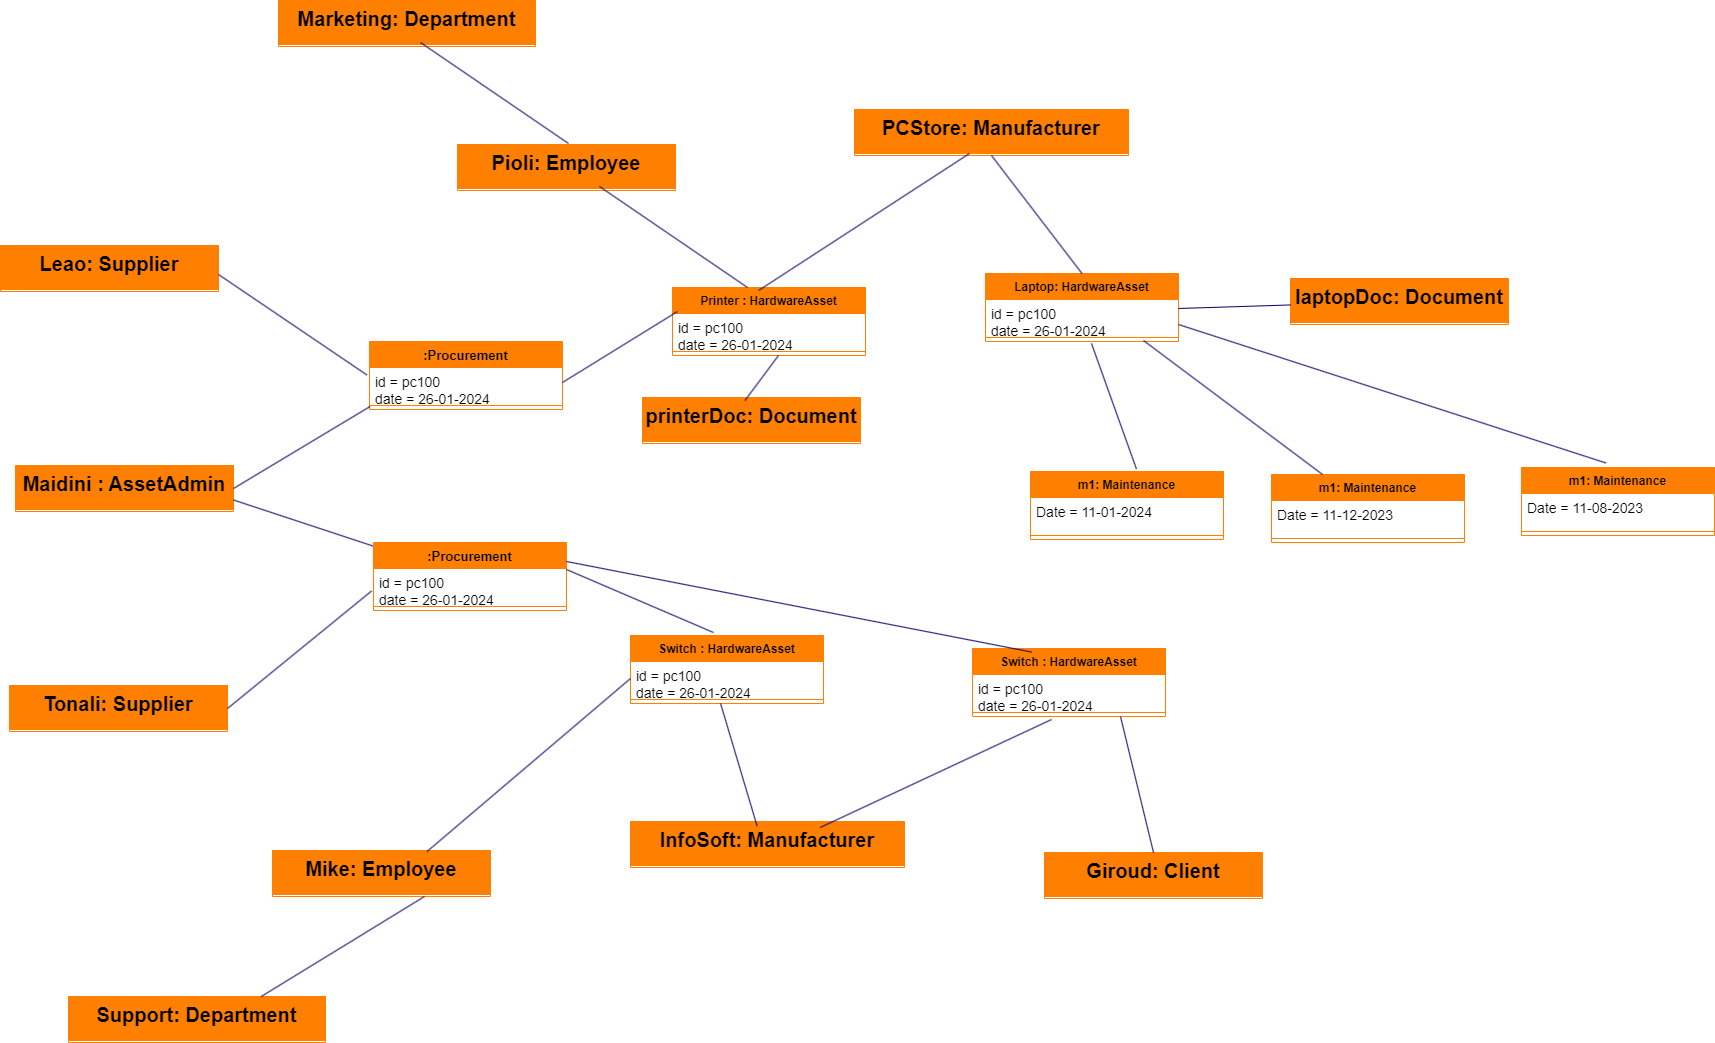 Marketing: Department
PCStore: Manufacturer
Pioli: Employee
Leao: Supplier
Printer : HardwareAsset
id = pc100
date = 26-01-2024
Laptop: HardwareAsset
id = pc100
date = 26-01-2024
laptopDoc: Document
:Procurement
id = pc100
date = 26-01-2024
printerDoc: Document
Maidini : AssetAdmin
m1: Maintenance
Date = 11-01-2024
m1: Maintenance
Date = 11-12-2023
m1: Maintenance
Date = 11-08-2023
:Procurement
id = pc100
date = 26-01-2024
Switch : HardwareAsset
id = pc100
date = 26-01-2024
Switch : HardwareAsset
id = pc100
date = 26-01-2024
Tonali: Supplier
InfoSoft: Manufacturer
Mike: Employee
Giroud: Client
Support: Department